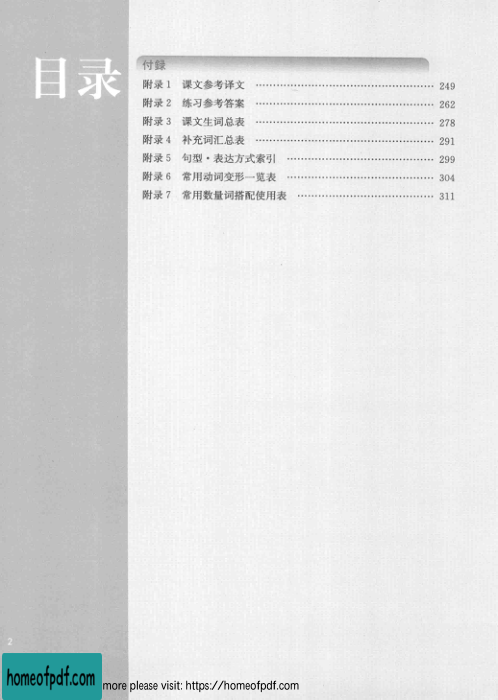 目录
付録
附录1 课文参考译文 …………………………………… 249
附录2 练习参考答案 …………………………………… 262
附录3 课文生词总表 …………………………………… 278
附录4 补充词汇总表 …………………………………… 291
附录5 句型·表达方式索引 …………………………… 299
附录6 常用动词变形一览表 …………………………… 304
附录7 常用数量词搭配使用表 ………………………… 311
2
homeofpdf.com
more please visit: https://homeofpdf.com